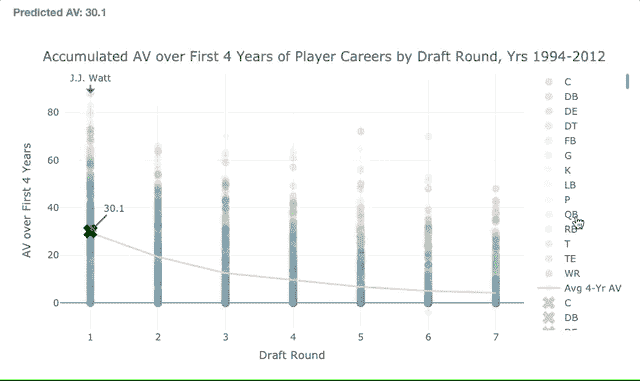 Predicted AV: 30.1
Accumulated AV over First 4 Years of Player Careers by Draft Round, Yrs 1994-2012
J.J. Watt
30.1
AV over First 4 Years
80
60
40
20
0
1 2 3 4 5 6 7
Draft Round
C
DB
DE
DT
FB
G
K
LB
P
QB
RB
T
TE
WR
Avg 4-Yr AV
C
DB